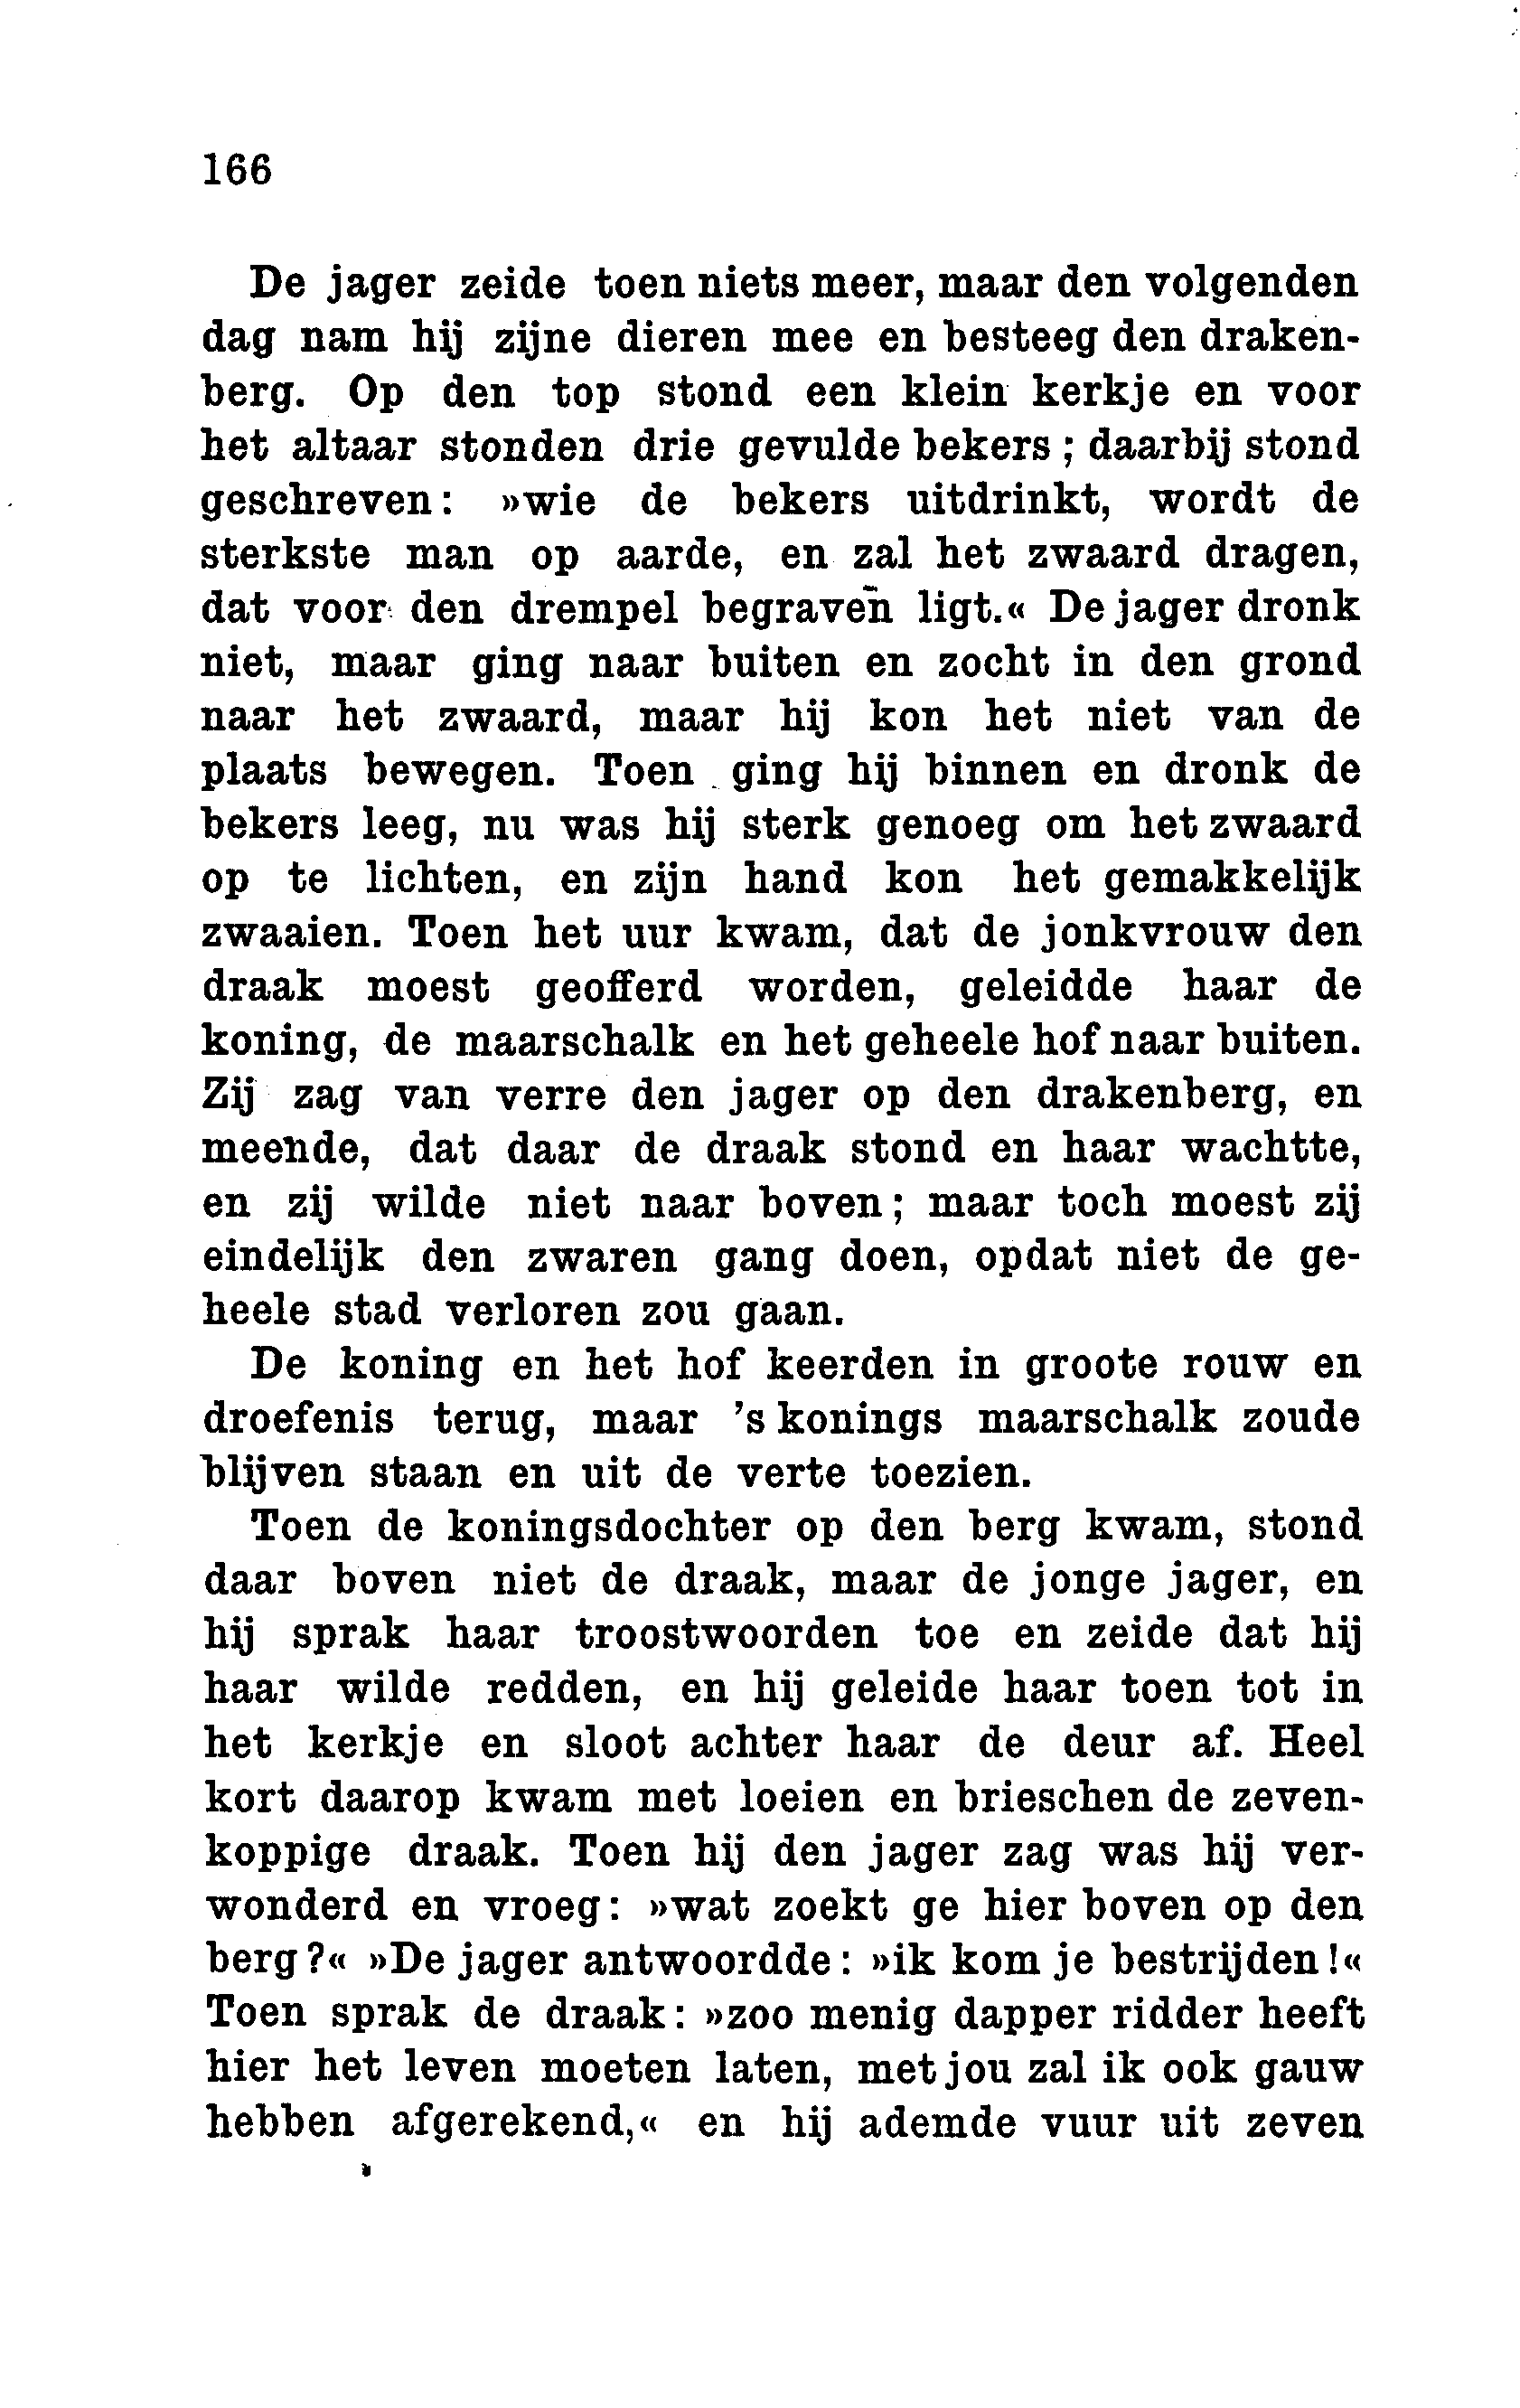 166
De jager zeide toen niets meer, maar den volgenden
dag nam hij zijne dieren mee en besteeg den draken-
berg. Op den top stond een klein kerkje en voor
het altaar stonden drie gevulde bekers ; daarbij stond
geschreven: »wie de bekers uitdrinkt, wordt de
sterkste man op aarde, en zal het zwaard dragen,
dat voor den drempel begraven ligt.« De jager dronk
niet, maar ging naar buiten en zocht in den grond
naar het zwaard, maar hij kon het niet van de
plaats bewegen. Toen ging hij binnen en dronk de
bekers leeg, nu was hij sterk genoeg om het zwaard
op te lichten, en zijn hand kon het gemakkelijk
zwaaien. Toen het uur kwam, dat de jonkvrouw den
draak moest geofferd worden, geleidde haar de
koning, de maarschalk en het geheele hof naar buiten.
Zij zag van verre den jager op den drakenberg, en
meende, dat daar de draak stond en haar wachtte,
en zij wilde niet naar boven; maar toch moest zij
eindelijk den zwaren gang doen, opdat niet de ge-
heele stad verloren zou gaan.
De koning en het hof keerden in groote rouw en
droefenis terug, maar 's konings maarschalk zoude
blijven staan en uit de verte toezien.
Toen de koningsdochter op den berg kwam, stond
daar boven niet de draak, maar de jonge jager, en
hij sprak haar troostwoorden toe en zeide dat hij
haar wilde redden, en hij geleide haar toen tot in
het kerkje en sloot achter haar de deur af. Heel
kort daarop kwam met loeien en brieschen de zeven-
koppige draak. Toen hij den jager zag was hij ver-
wonderd en vroeg: »wat zoekt ge hier boven op den
berg?« »De jager antwoordde: »ik kom je bestrijden!«
Toen sprak de draak: »zoo menig dapper ridder heeft
hier het leven moeten laten, met jou zal ik ook gauw
hebben afgerekend,« en hij ademde vuur uit zeven